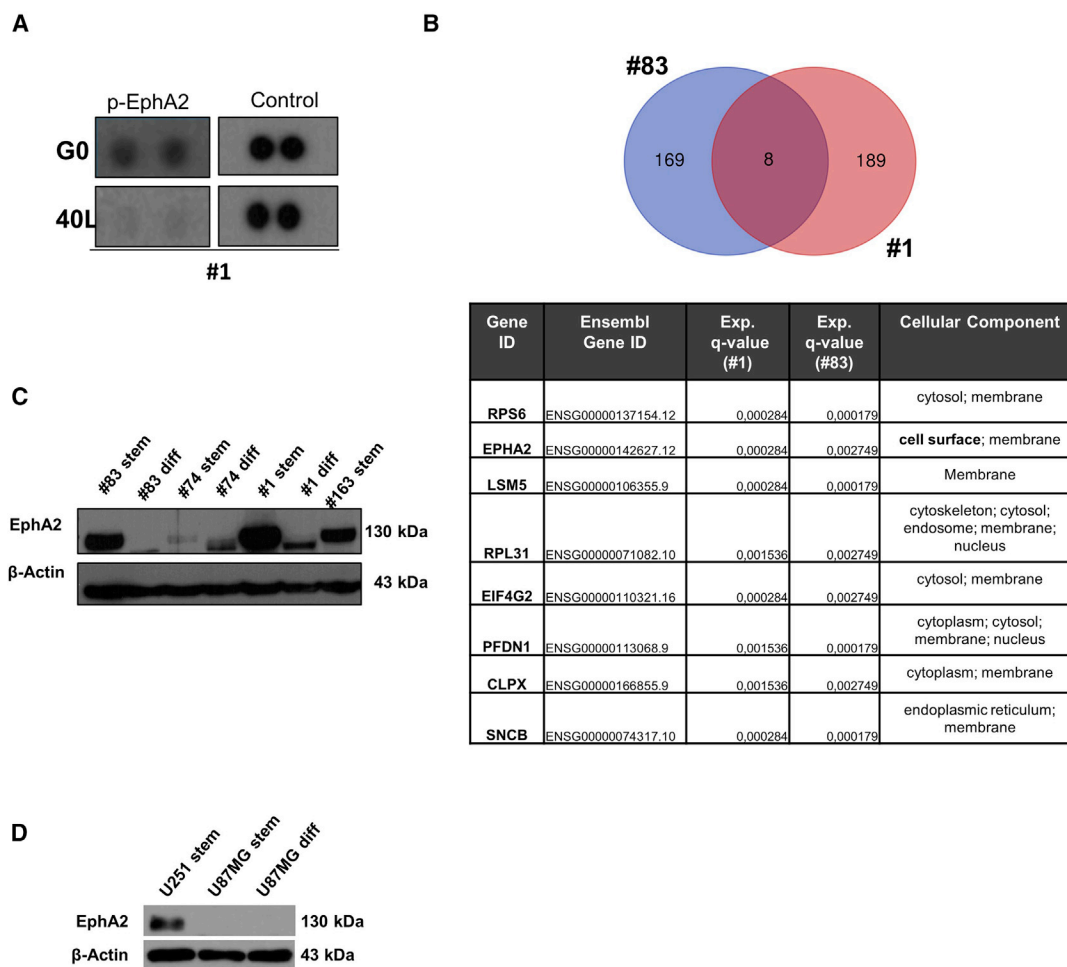 A
p-EphA2 Control
G0
40L
#1
B
#83
169 8 189
#1
Gene ID Ensembl Gene ID Exp. q-value (#1) Exp. q-value (#83) Cellular Component
RPS6 ENSG00000137154.12 0,000284 0,000179 cytosol; membrane
EPHA2 ENSG00000142627.12 0,000284 0,002749 cell surface; membrane
LSM5 ENSG00000106355.9 0,000284 0,000179 Membrane
RPL31 ENSG00000071082.10 0,001536 0,002749 cytoskeleton; cytosol; endosome; membrane; nucleus
EIF4G2 ENSG00000110321.16 0,000284 0,002749 cytosol; membrane
PFDN1 ENSG00000113068.9 0,001536 0,000179 cytoplasm; cytosol; membrane; nucleus
CLPX ENSG00000166855.9 0,001536 0,002749 cytoplasm; membrane
SNCB ENSG00000074317.10 0,000284 0,000179 endoplasmic reticulum; membrane
C
#83 stem #83 diff #74 stem #74 diff #1 stem #1 diff #163 stem
EphA2 130 kDa
β-Actin 43 kDa
D
U251 stem U87MG stem U87MG diff
EphA2 130 kDa
β-Actin 43 kDa